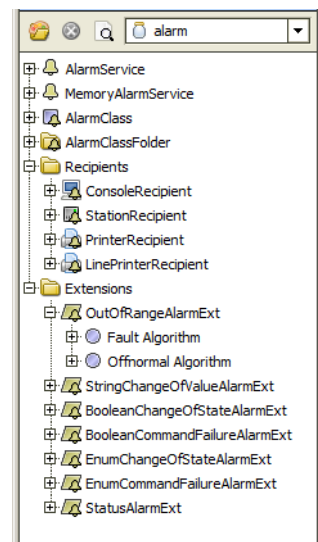 alarm
AlarmService
MemoryAlarmService
AlarmClass
AlarmClassFolder
Recipients
ConsoleRecipient
StationRecipient
PrinterRecipient
LinePrinterRecipient
Extensions
OutOfRangeAlarmExt
Fault Algorithm
Offnormal Algorithm
StringChangeOfValueAlarmExt
BooleanChangeOfStateAlarmExt
BooleanCommandFailureAlarmExt
EnumChangeOfStateAlarmExt
EnumCommandFailureAlarmExt
StatusAlarmExt